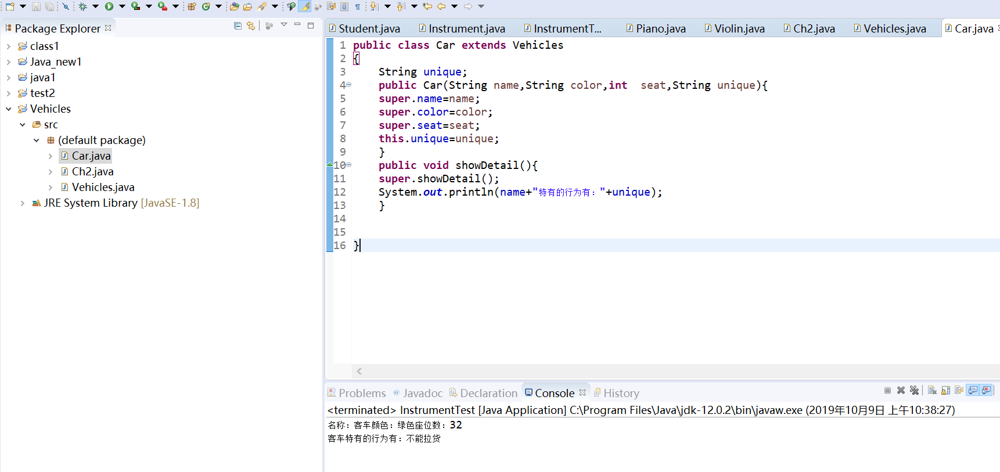 Package Explorer
class1
Java_new1
java1
test2
Vehicles
src
(default package)
Car.java
Ch2.java
Vehicles.java
JRE System Library [JavaSE-1.8]
Student.java Instrument.java InstrumentT... Piano.java Violin.java Ch2.java Vehicles.java Car.java
1 public class Car extends Vehicles
2 {
3 String unique;
4 public Car(String name,String color,int  seat,String unique){
5 super.name=name;
6 super.color=color;
7 super.seat=seat;
8 this.unique=unique;
9 }
10 public void showDetail(){
11 super.showDetail();
12 System.out.println(name+"特有的行为有："+unique);
13 }
14
15
16 }
Problems @ Javadoc Declaration Console History
<terminated> InstrumentTest [Java Application] C:\Program Files\Java\jdk-12.0.2\bin\javaw.exe (2019年10月9日 上午10:38:27)
名称：客车颜色：绿色座位数：32
客车特有的行为有：不能拉货